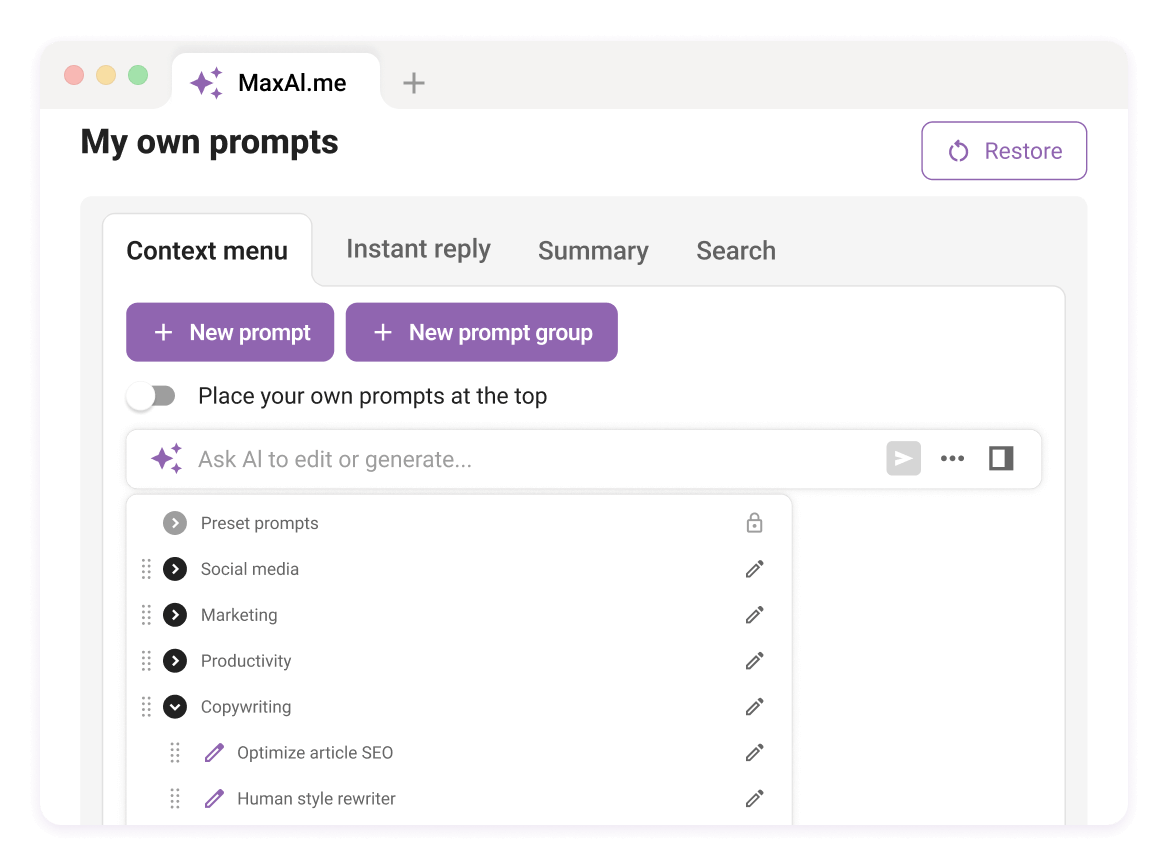 MaxAI.me
My own prompts
Restore
Context menu
Instant reply
Summary
Search
New prompt
New prompt group
Place your own prompts at the top
Ask AI to edit or generate...
Preset prompts
Social media
Marketing
Productivity
Copywriting
Optimize article SEO
Human style rewriter